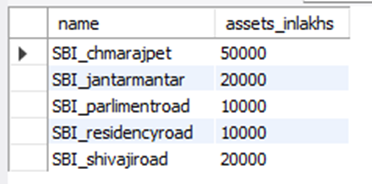 name assets_inlakhs
SBI_chmarajpet 50000
SBI_jantarmantar 20000
SBI_parlimentroad 10000
SBI_residencyroad 10000
SBI_shivajiroad 20000